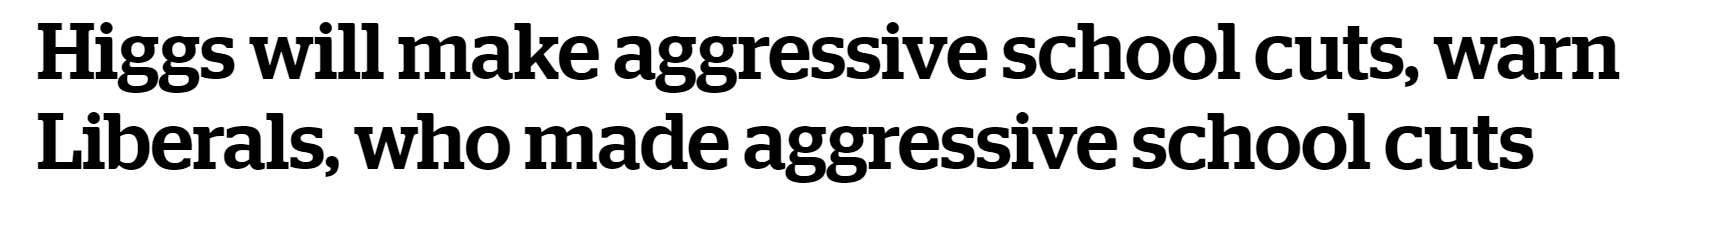 Higgs will make aggressive school cuts, warn
Liberals, who made aggressive school cuts